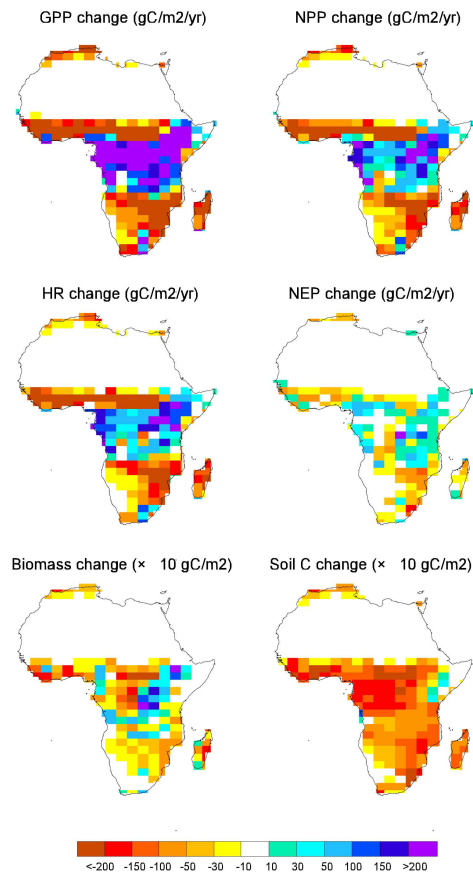 GPP change (gC/m2/yr)
NPP change (gC/m2/yr)
HR change (gC/m2/yr)
NEP change (gC/m2/yr)
Biomass change (× 10 gC/m2)
Soil C change (× 10 gC/m2)
<-200 -150 -100 -50 -30 -10 10 30 50 100 150 >200